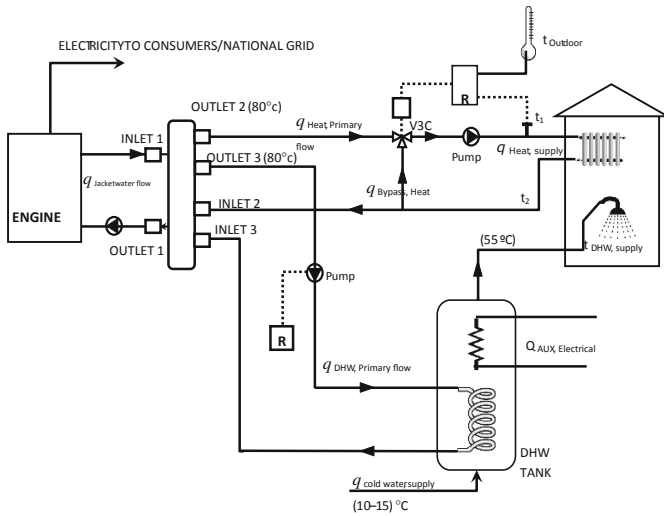 ELECTRICITYTO CONSUMERS/NATIONAL GRID
t Outdoor
R
OUTLET 2 (80°c)
q Heat, Primary flow
V3C
t1
INLET 1
Pump
q Heat, supply
OUTLET 3 (80°c)
q Jacketwater flow
q Bypass, Heat
t2
ENGINE
INLET 2
INLET 3
OUTLET 1
(55 ºC)
t DHW, supply
Pump
R
Q AUX, Electrical
q DHW, Primary flow
DHW
TANK
q cold water,supply
(10–15) °C